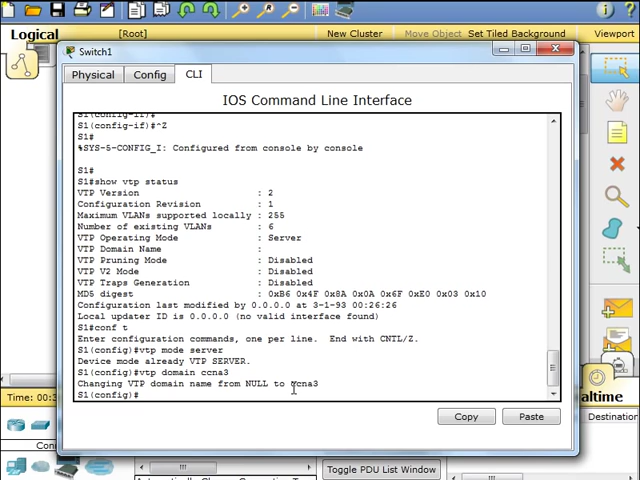 Logical
[Root]
New Cluster
Move Object
Set Tiled Background
Viewport
Switch1
Physical
Config
CLI
IOS Command Line Interface
S1(config-if)#
S1(config-if)#^Z
S1#
%SYS-5-CONFIG_I: Configured from console by console
S1#
S1#show vtp status
VTP Version : 2
Configuration Revision : 1
Maximum VLANs supported locally : 255
Number of existing VLANs : 6
VTP Operating Mode : Server
VTP Domain Name :
VTP Pruning Mode : Disabled
VTP V2 Mode : Disabled
VTP Traps Generation : Disabled
MD5 digest : 0xB6 0x4F 0x8A 0x0A 0x6F 0xE0 0x03 0x10
Configuration last modified by 0.0.0.0 at 3-1-93 00:26:26
Local updater ID is 0.0.0.0 (no valid interface found)
S1#conf t
Enter configuration commands, one per line. End with CNTL/Z.
S1(config)#vtp mode server
Device mode already VTP SERVER.
S1(config)#vtp domain ccna3
Changing VTP domain name from NULL to ccna3
S1(config)#
Copy
Paste
Time: 00:3
ealtime
Destination
Con
Toggle PDU List Window